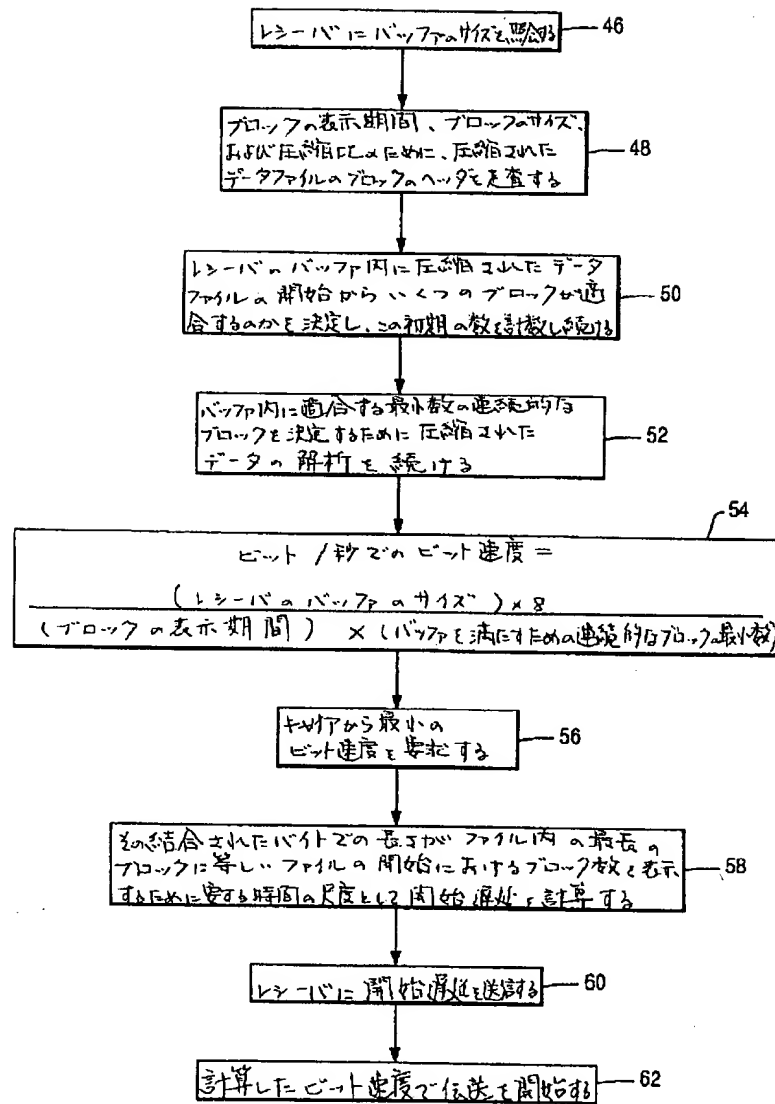 レシーバにバッファのサイズを照会する
46
ブロックの表示期間、ブロックのサイズ、
および圧縮比のために、圧縮された
データファイルのブロックのヘッダを走査する
48
レシーバのバッファ内に圧縮されたデータ
ファイルの開始からいくつのブロックが適
合するのかを決定し、この初期の数を計数し続ける
50
バッファ内に適合する最小数の連続的な
ブロックを決定するために圧縮された
データの解析を続ける
52
54
ビット/秒でのビット速度=
(レシーバのバッファのサイズ)×8
(ブロックの表示期間) ×(バッファを満たすための連続的なブロックの最小数)
キャリアから最小の
ビット速度を要求する
56
その結合されたバイトでの長さがファイル内の最長の
ブロックに等しいファイルの開始におけるブロック数を表示
するために要する時間の尺度として開始遅延を計算する
58
レシーバに開始遅延を送信する
60
計算したビット速度で伝送を開始する
62